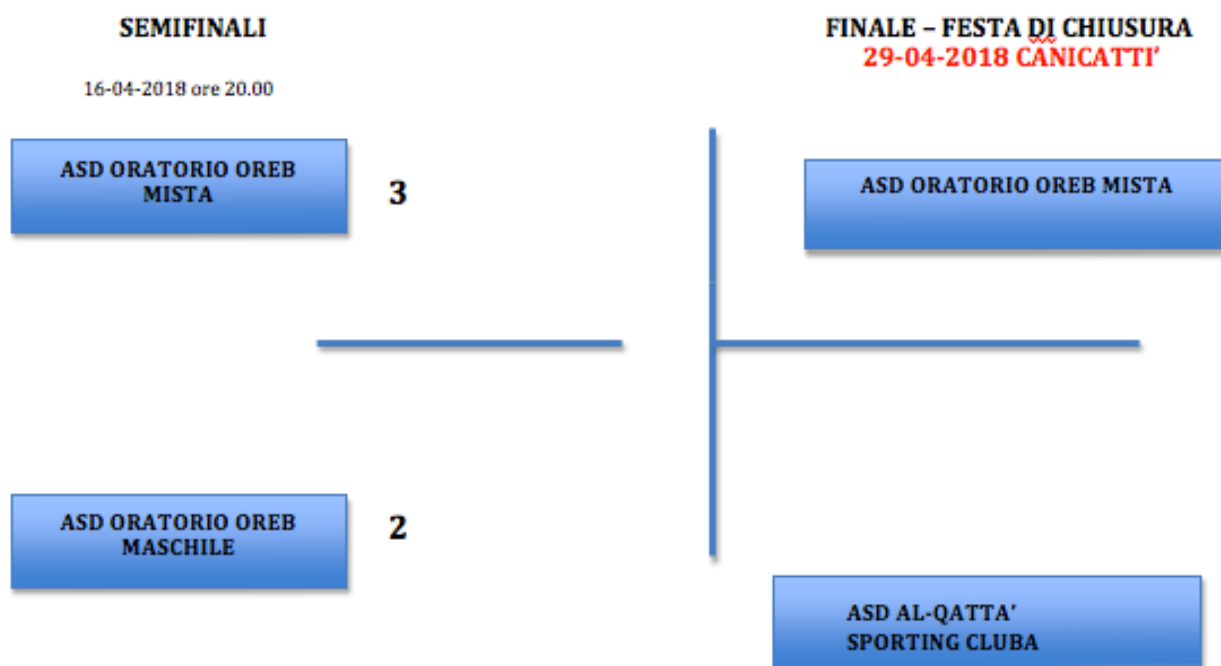 SEMIFINALI
16-04-2018 ore 20.00
ASD ORATORIO OREB
MISTA
3
ASD ORATORIO OREB
MASCHILE
2
FINALE – FESTA DI CHIUSURA
29-04-2018 CANICATTI’
ASD ORATORIO OREB MISTA
ASD AL-QATTA’
SPORTING CLUBA